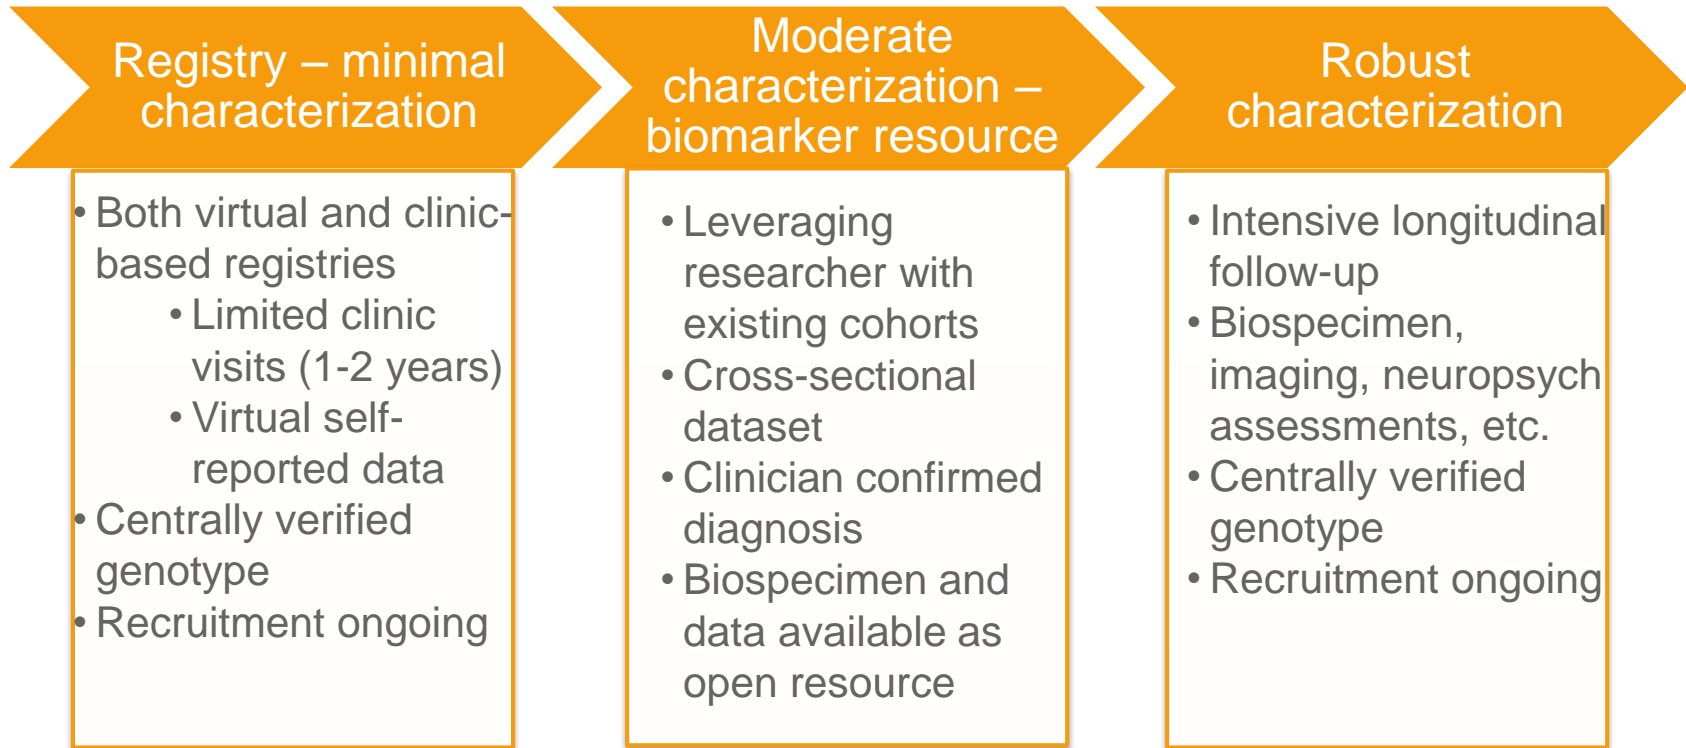 Registry – minimal
characterization
• Both virtual and clinic-
based registries
• Limited clinic
visits (1-2 years)
• Virtual self-
reported data
• Centrally verified
genotype
• Recruitment ongoing
Moderate
characterization –
biomarker resource
• Leveraging
researcher with
existing cohorts
• Cross-sectional
dataset
• Clinician confirmed
diagnosis
• Biospecimen and
data available as
open resource
Robust
characterization
• Intensive longitudinal
follow-up
• Biospecimen,
imaging, neuropsych
assessments, etc.
• Centrally verified
genotype
• Recruitment ongoing